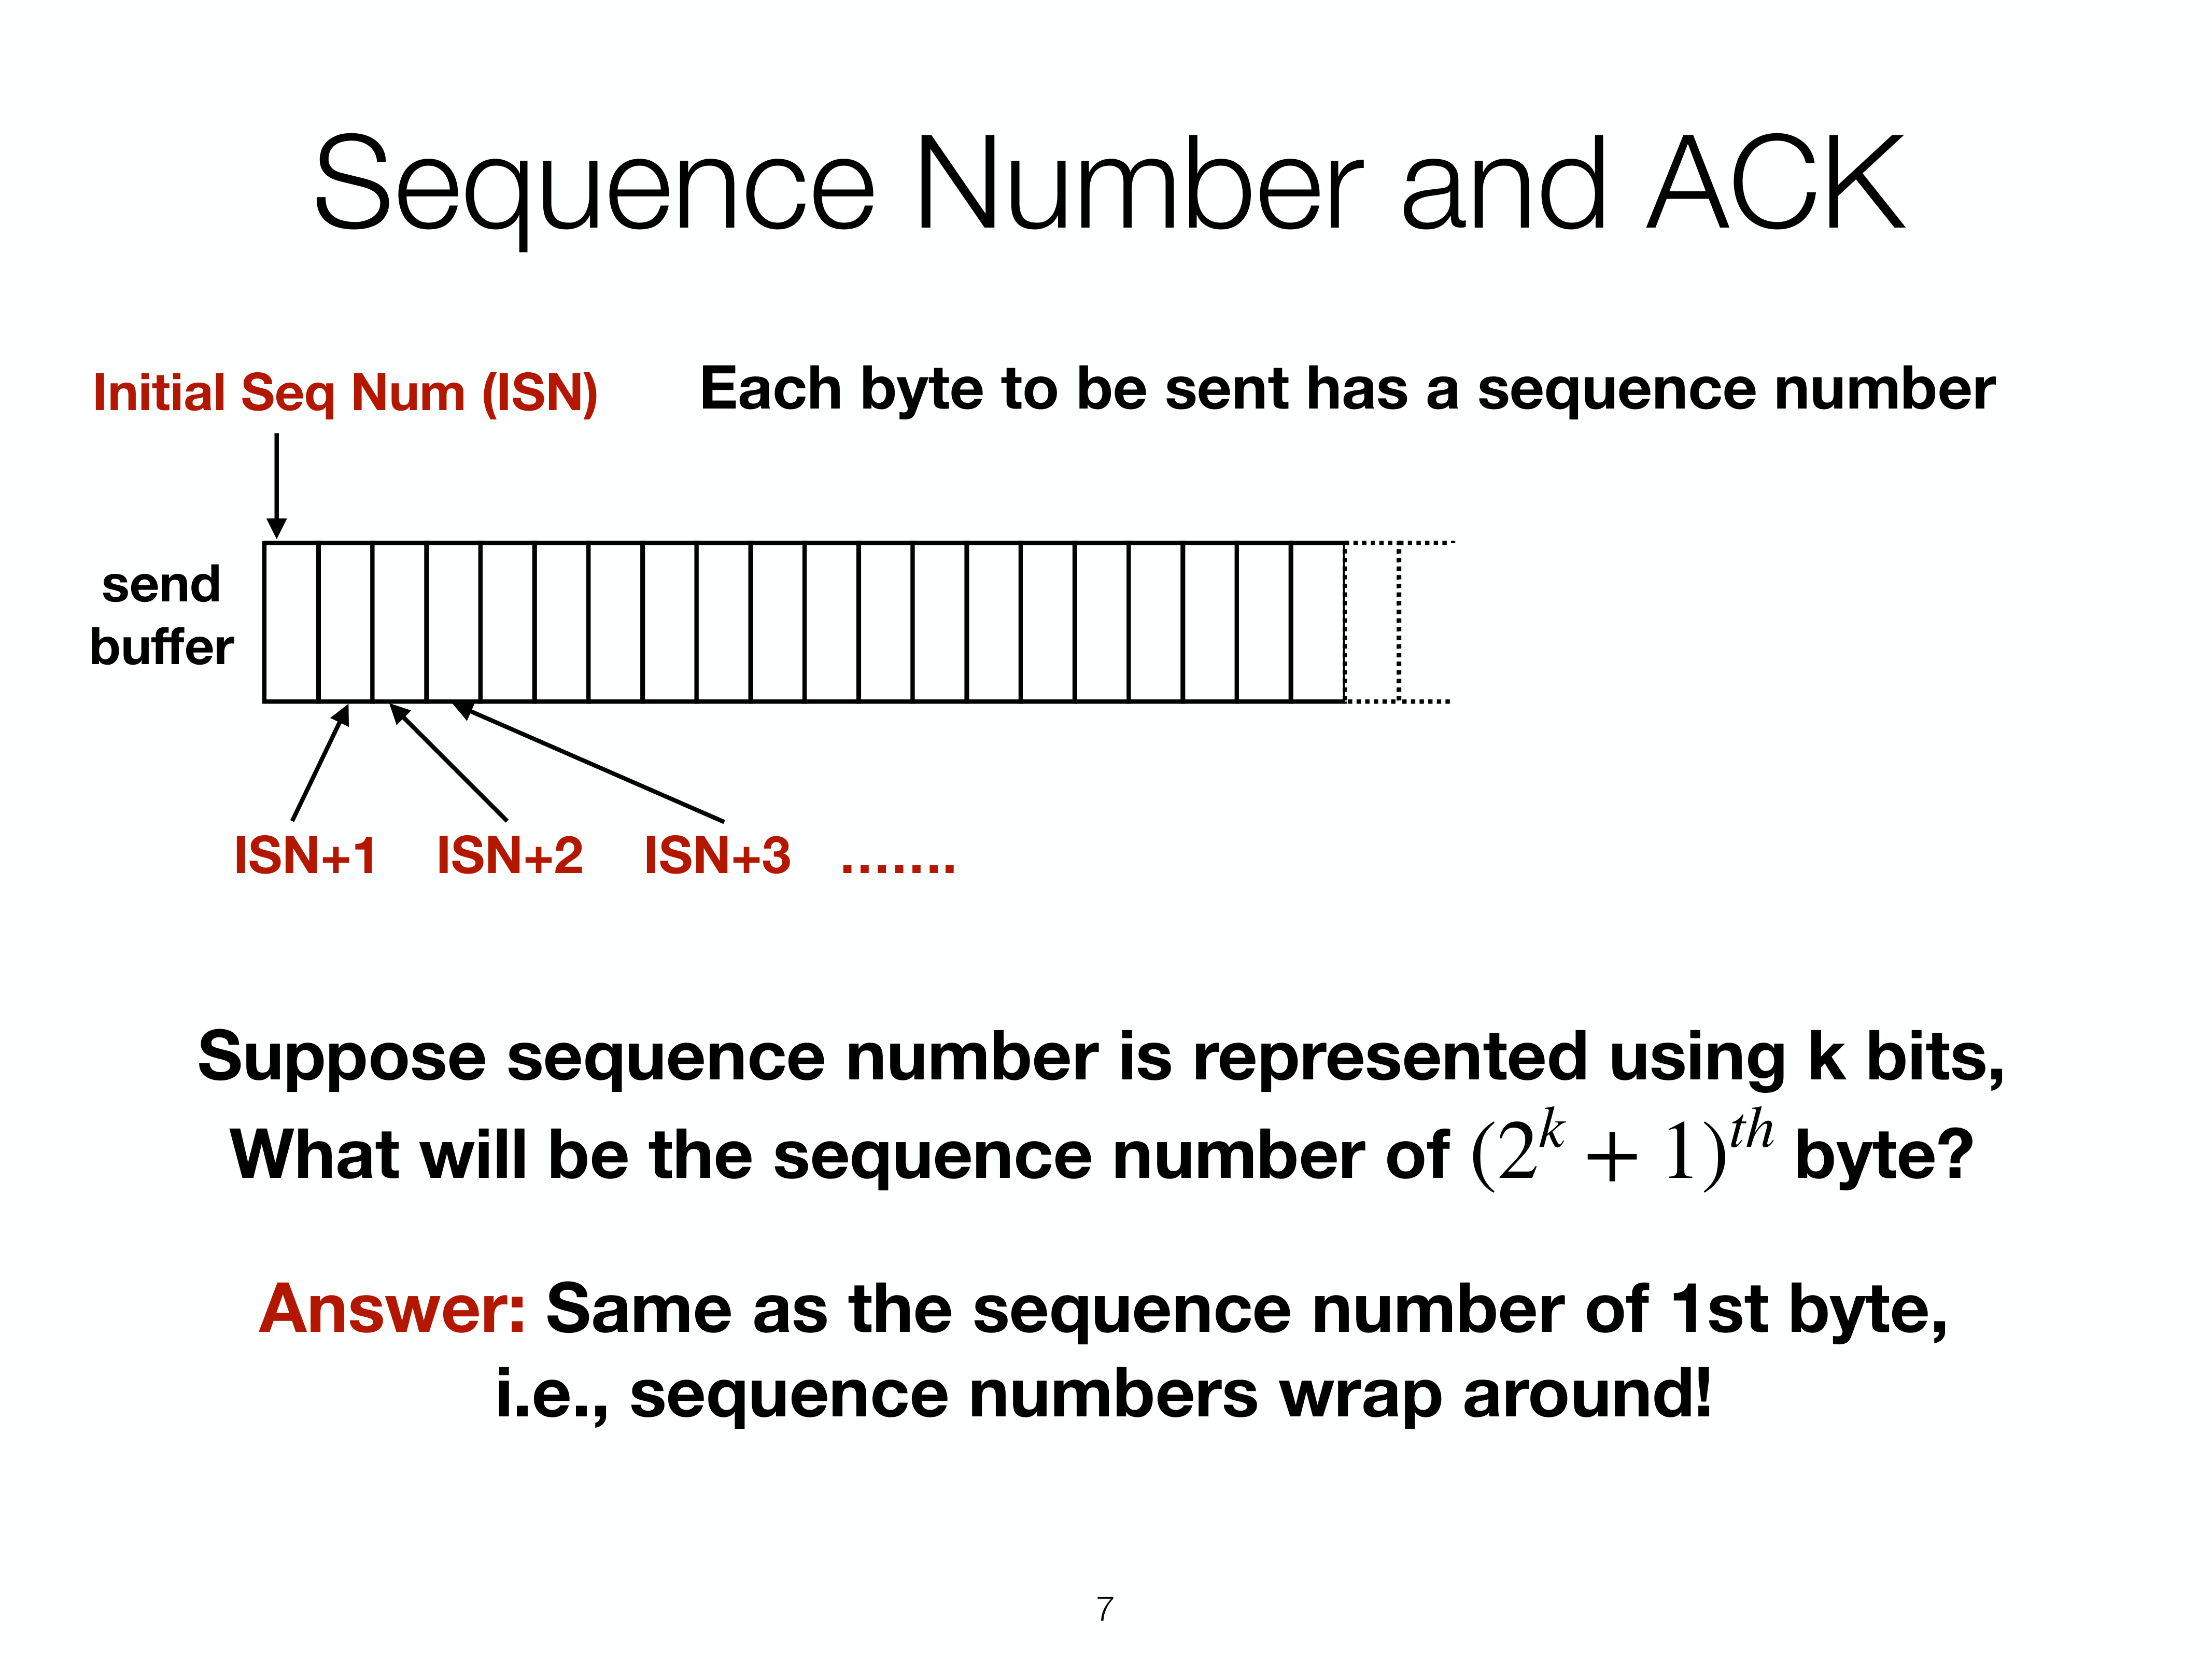 Sequence Number and ACK
Initial Seq Num (ISN)
Each byte to be sent has a sequence number
send
buffer
ISN+1 ISN+2 ISN+3 .......
Suppose sequence number is represented using k bits,
What will be the sequence number of (2^k + 1)^th byte?
Answer: Same as the sequence number of 1st byte,
i.e., sequence numbers wrap around!
7